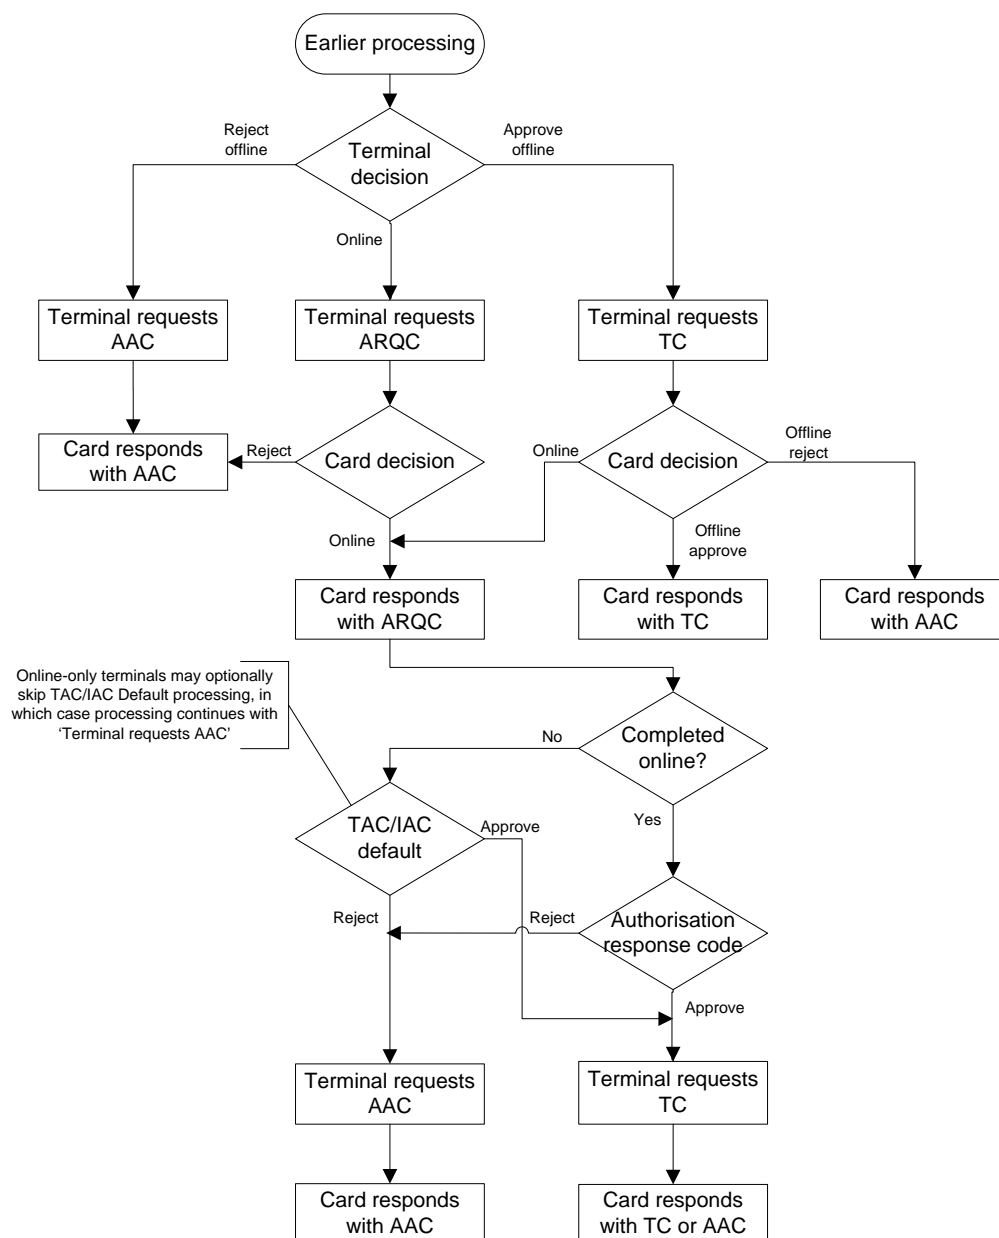 Earlier processing
Reject
offline
Approve
offline
Terminal
decision
Online
Terminal requests
AAC
Terminal requests
ARQC
Terminal requests
TC
Card responds
with AAC
Reject
Card decision
Online
Card decision
Offline
reject
Online
Offline
approve
Card responds
with ARQC
Card responds
with TC
Card responds
with AAC
Online-only terminals may optionally
skip TAC/IAC Default processing, in
which case processing continues with
‘Terminal requests AAC’
No
Completed
online?
TAC/IAC
default
Approve
Yes
Reject
Reject
Authorisation
response code
Approve
Terminal requests
AAC
Terminal requests
TC
Card responds
with AAC
Card responds
with TC or AAC